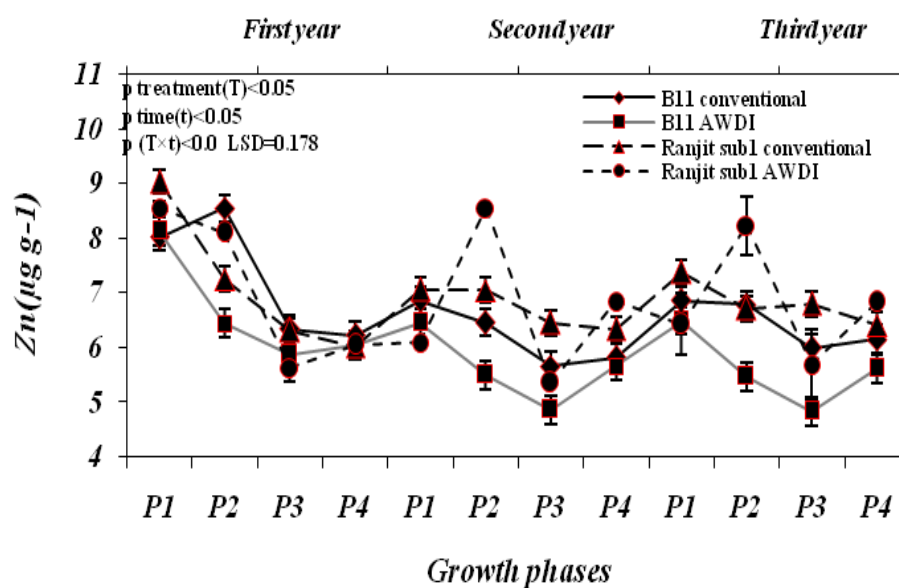 First year Second year Third year
Zn(µg g-1)
11
10
9
8
7
6
5
4
p treatment(T)<0.05
p time(t)<0.05
p (T×t)<0.0 LSD=0.178
B11 conventional
B11 AWDI
Ranjit sub1 conventional
Ranjit sub1 AWDI
P1 P2 P3 P4 P1 P2 P3 P4 P1 P2 P3 P4
Growth phases